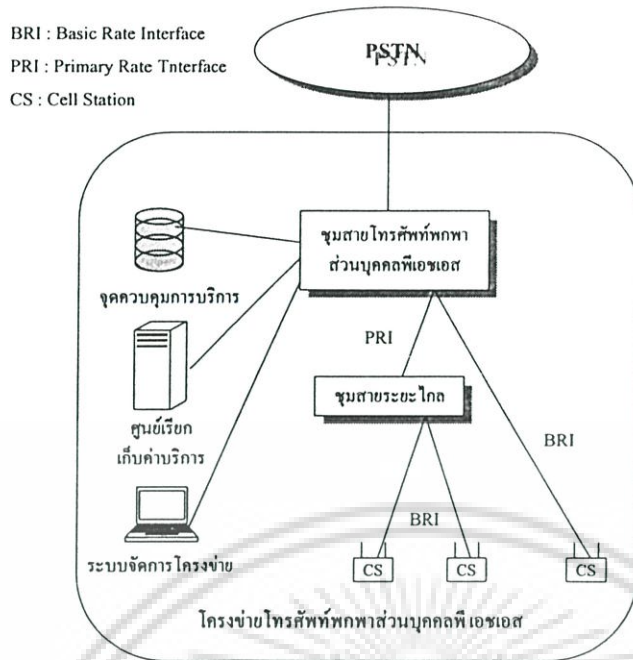 BRI : Basic Rate Interface
PRI : Primary Rate Tnterface
CS : Cell Station
PSTN
ชุมสายโทรศัพท์พกพา
ส่วนบุคคลพีเอชเอส
จุดควบคุมการบริการ
PRI
ศูนย์เรียก
เก็บค่าบริการ
ชุมสายระยะไกล
BRI
BRI
ระบบจัดการโครงข่าย
CS
CS
CS
โครงข่ายโทรศัพท์พกพาส่วนบุคคลพีเอชเอส